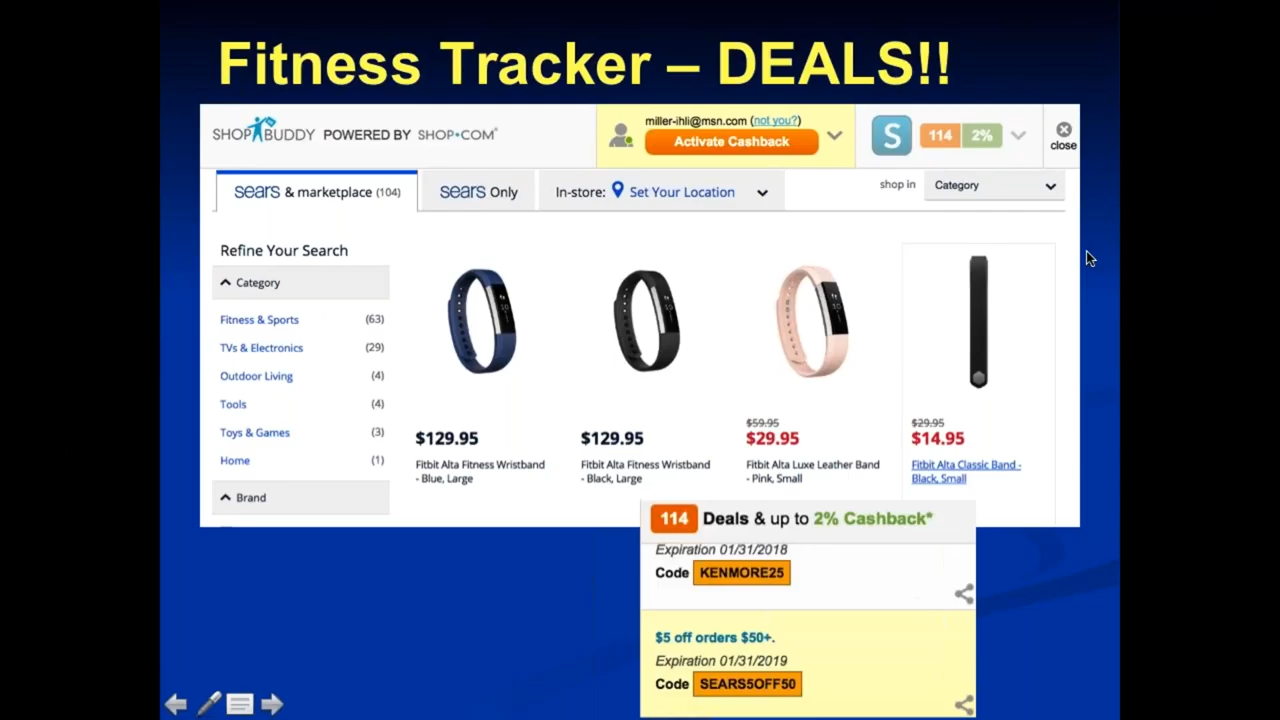 Fitness Tracker – DEALS!!
SHOP BUDDY POWERED BY SHOP•COM
miller-ihli@msn.com (not you?)
Activate Cashback
S
114 2%
close
sears & marketplace (104)
sears Only
In-store: Set Your Location
shop in
Category
Refine Your Search
Category
Fitness & Sports (63)
TVs & Electronics (29)
Outdoor Living (4)
Tools (4)
Toys & Games (3)
Home (1)
Brand
$129.95
Fitbit Alta Fitness Wristband
- Blue, Large
$129.95
Fitbit Alta Fitness Wristband
- Black, Large
$59.95
$29.95
Fitbit Alta Luxe Leather Band
- Pink, Small
$29.95
$14.95
Fitbit Alta Classic Band -
Black, Small
114 Deals & up to 2% Cashback*
Expiration 01/31/2018
Code KENMORE25
$5 off orders $50+.
Expiration 01/31/2019
Code SEARS5OFF50